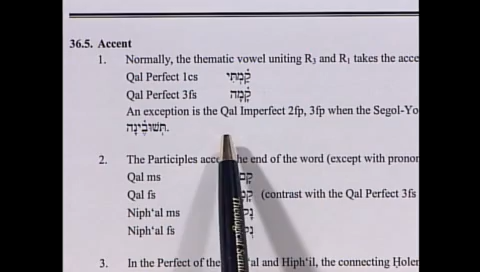 36.5. Accent
1. Normally, the thematic vowel uniting R₃ and R₁ takes the acce
Qal Perfect 1cs קַ֫מְתִּי
Qal Perfect 3fs קָ֫מָה
An exception is the Qal Imperfect 2fp, 3fp when the Segol-Yo
תְּשׁוּבֶ֫ינָה.
2. The Participles acce he end of the word (except with pronor
Qal ms קָם
Qal fs (contrast with the Qal Perfect 3fs
Niph‘al ms
Niph‘al fs
3. In the Perfect of the ‘al and Hiph‘il, the connecting Ḥoler
Theological Semi